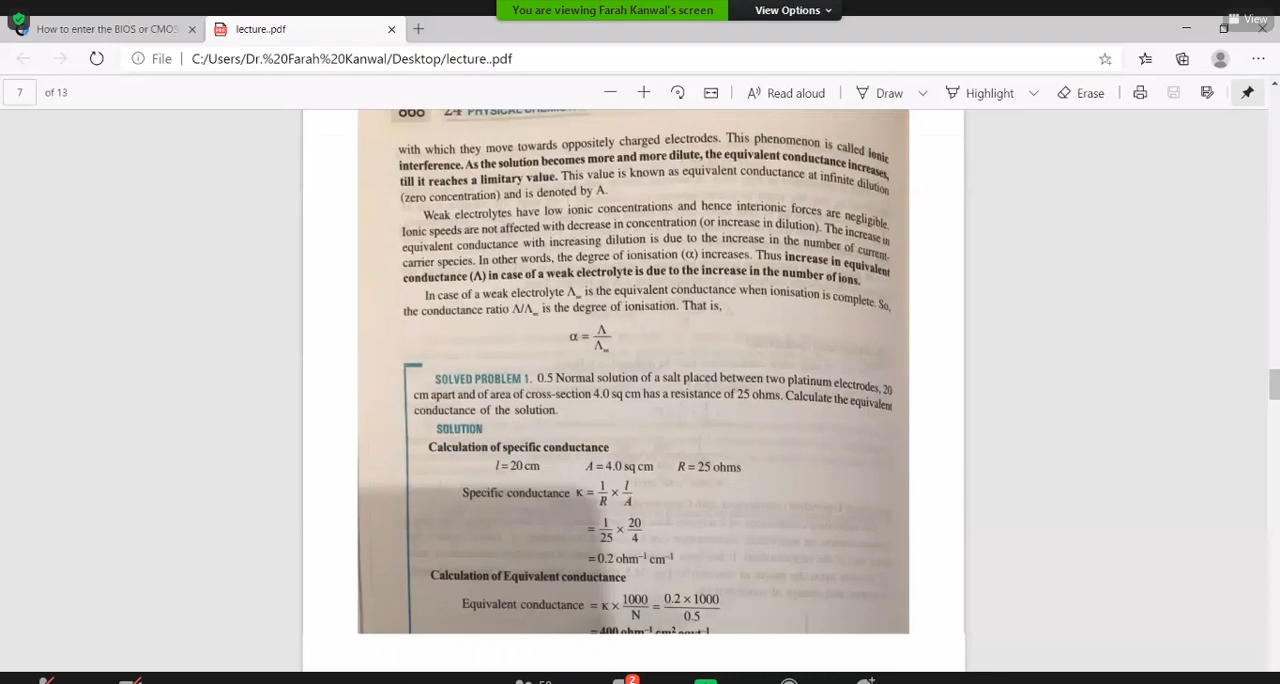 You are viewing Farah Kanwal's screen
View Options
View
How to enter the BIOS or CMOS
lecture..pdf
File
C:/Users/Dr.%20Farah%20Kanwal/Desktop/lecture..pdf
7 of 13
Read aloud
Draw
Highlight
Erase
868 24 PHYSICAL
with which they move towards oppositely charged electrodes. This phenomenon is called Ionic
interference. As the solution becomes more and more dilute, the equivalent conductance increases,
till it reaches a limitary value. This value is known as equivalent conductance at infinite dilution
(zero concentration) and is denoted by Λ.
Weak electrolytes have low ionic concentrations and hence interionic forces are negligible.
Ionic speeds are not affected with decrease in concentration (or increase in dilution). The increase in
equivalent conductance with increasing dilution is due to the increase in the number of current-
carrier species. In other words, the degree of ionisation (α) increases. Thus increase in equivalent
conductance (Λ) in case of a weak electrolyte is due to the increase in the number of ions.
In case of a weak electrolyte Λ∞ is the equivalent conductance when ionisation is complete. So,
the conductance ratio Λ/Λ∞ is the degree of ionisation. That is,
α = Λ/Λ∞
SOLVED PROBLEM 1. 0.5 Normal solution of a salt placed between two platinum electrodes, 20
cm apart and of area of cross-section 4.0 sq cm has a resistance of 25 ohms. Calculate the equivalent
conductance of the solution.
SOLUTION
Calculation of specific conductance
l = 20 cm A = 4.0 sq cm R = 25 ohms
Specific conductance κ = 1/R × l/A
= 1/25 × 20/4
= 0.2 ohm⁻¹ cm⁻¹
Calculation of Equivalent conductance
Equivalent conductance = κ × 1000/N = 0.2 × 1000/0.5
= 400 ohm⁻¹ cm² eqvt⁻¹
2
58